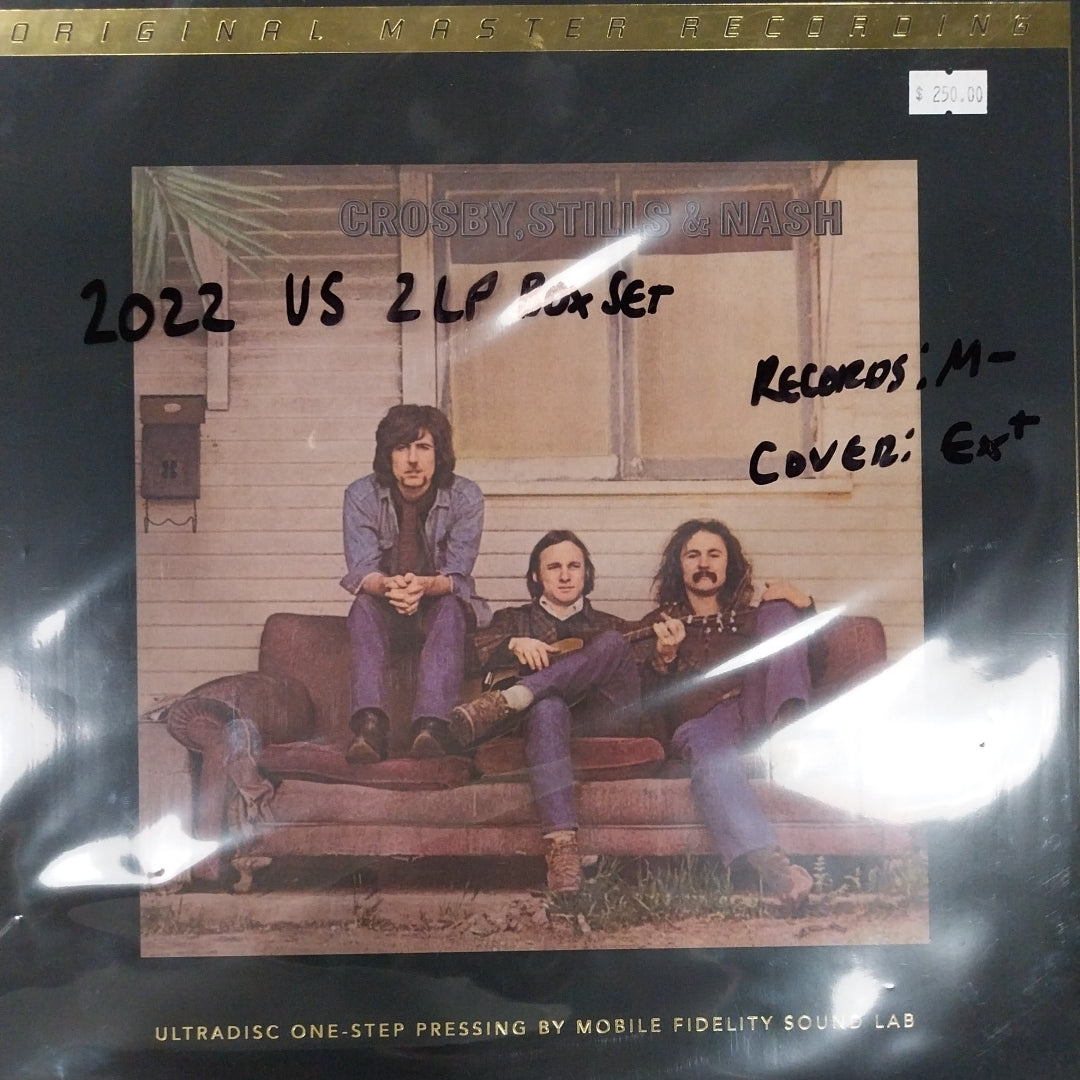 ORIGINAL MASTER RECORDING
$ 250.00
CROSBY, STILLS & NASH
2022 US 2LP BOX SET
RECORDS: M-
COVER: EX+
ULTRADISC ONE-STEP PRESSING BY MOBILE FIDELITY SOUND LAB